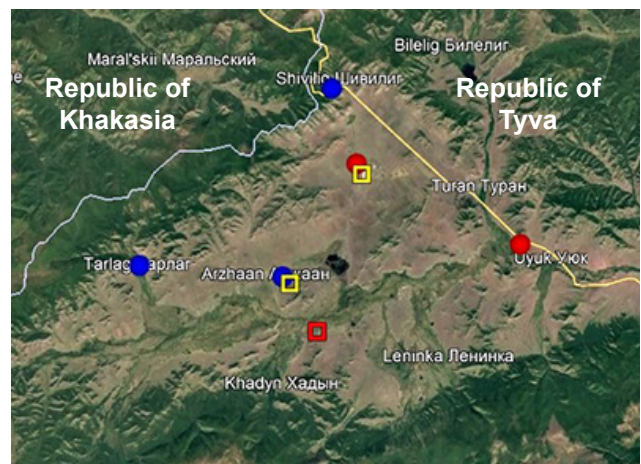 Bilelig Билелиг
Maral'skii Маральский
e
Shivilig Шивилиг
Republic of
Khakasia
Republic of
Tyva
Turan Туран
Uyuk Уюк
Tarlag
Arzhaan
Leninka Ленинка
Khadyn Хадын